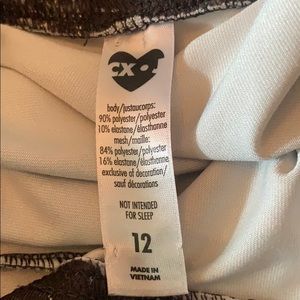 body/justaucorps:
90% polyester/polyester
10% elastane/élasthanne
mesh/maille:
84% polyester/polyester
16% elastane/élasthanne
exclusive of decoration/
sauf décorations
NOT INTENDED
FOR SLEEP
12
MADE IN
VIETNAM